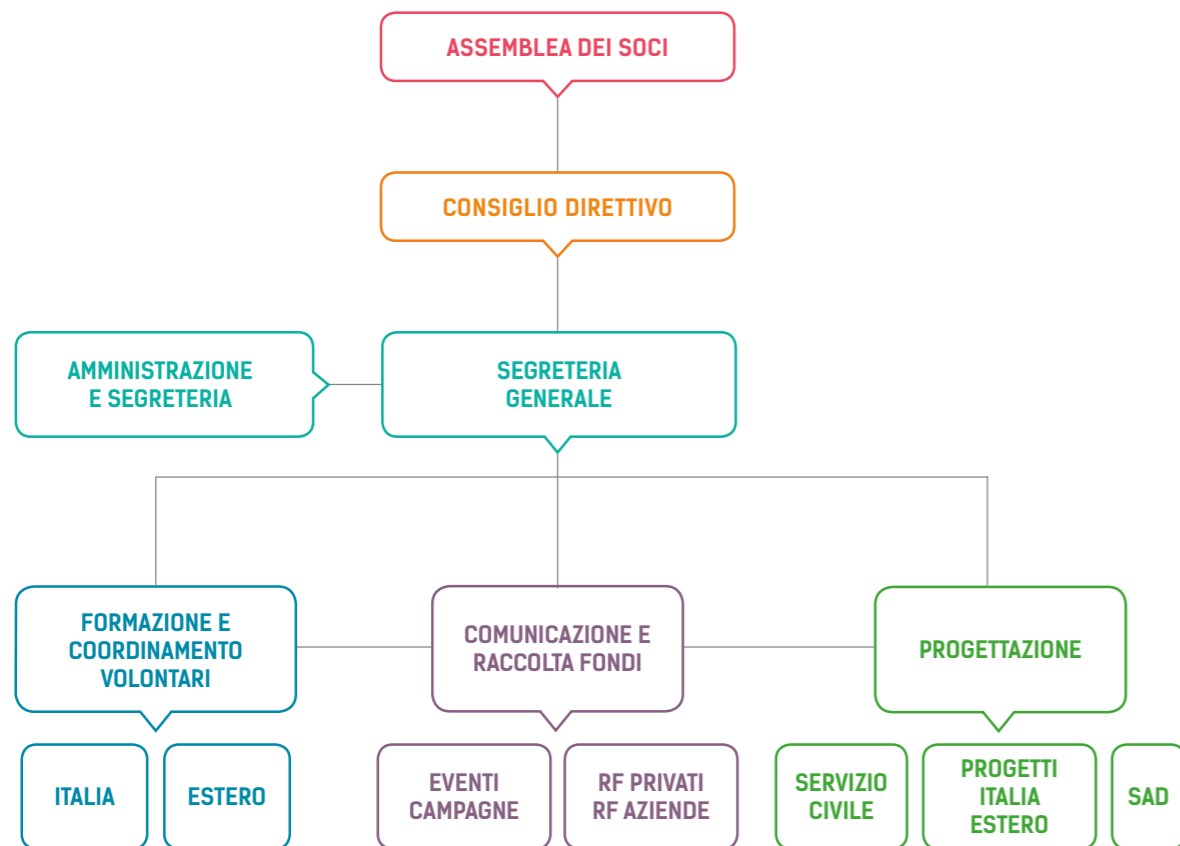 ASSEMBLEA DEI SOCI
CONSIGLIO DIRETTIVO
AMMINISTRAZIONE
E SEGRETERIA
SEGRETERIA
GENERALE
FORMAZIONE E
COORDINAMENTO
VOLONTARI
COMUNICAZIONE E
RACCOLTA FONDI
PROGETTAZIONE
ITALIA
ESTERO
EVENTI
CAMPAGNE
RF PRIVATI
RF AZIENDE
SERVIZIO
CIVILE
PROGETTI
ITALIA
ESTERO
SAD